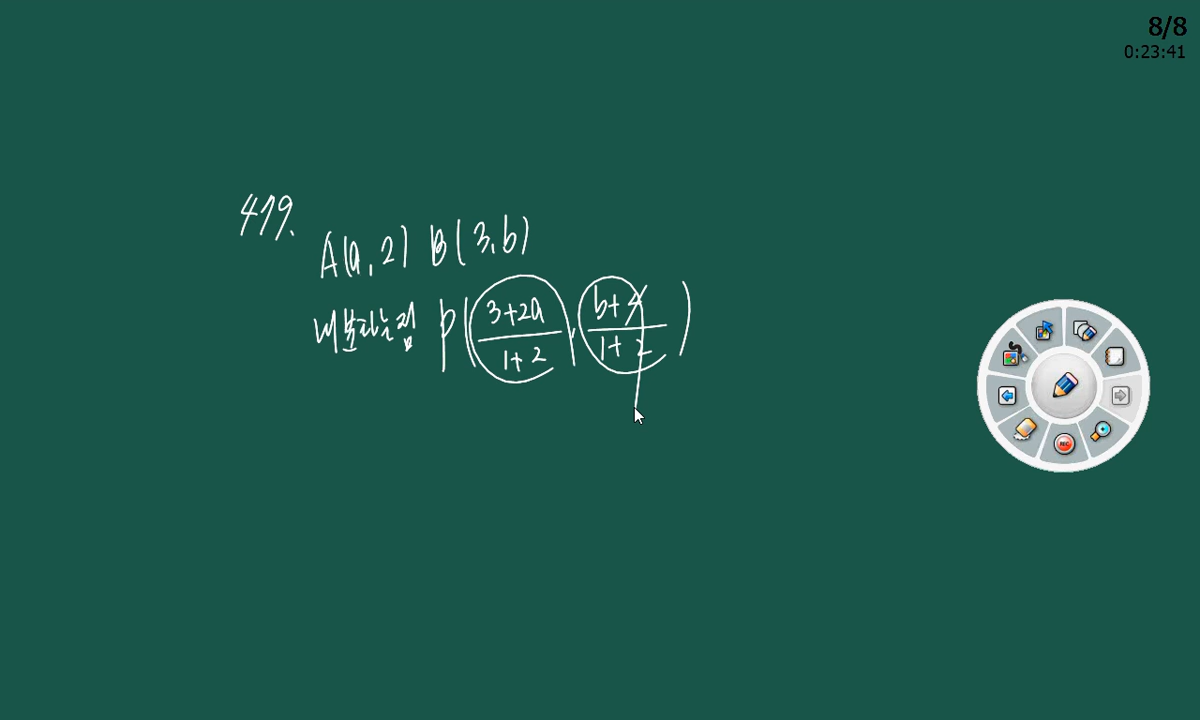 8/8
0:23:41
479.
A(a, 2) B(3, b)
내분하는점 P((3+2a)/(1+2), (b+4)/(1+2))
REC